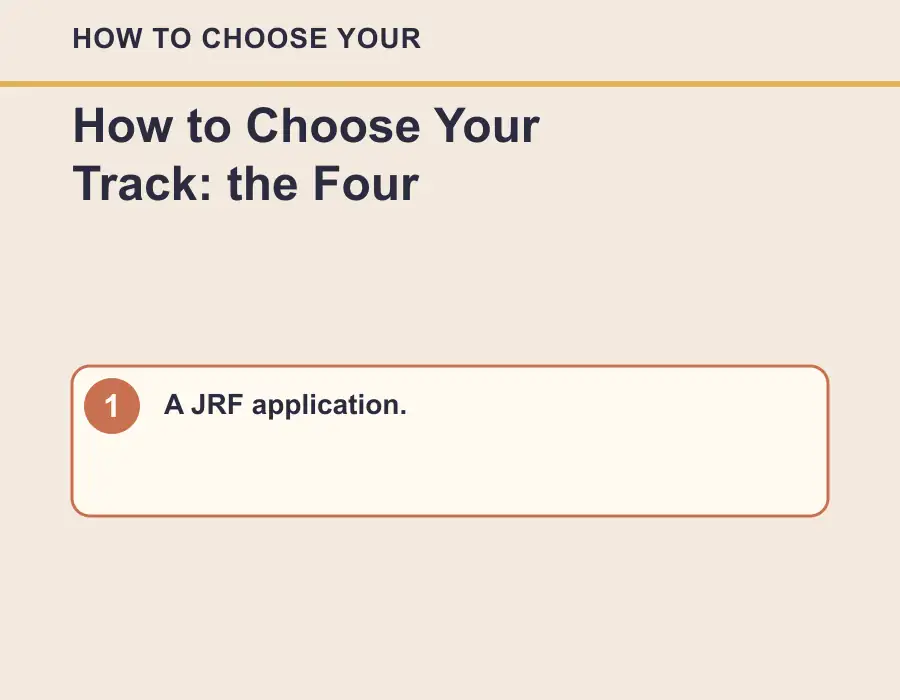 HOW TO CHOOSE YOUR
How to Choose Your
Track: the Four
1
A JRF application.